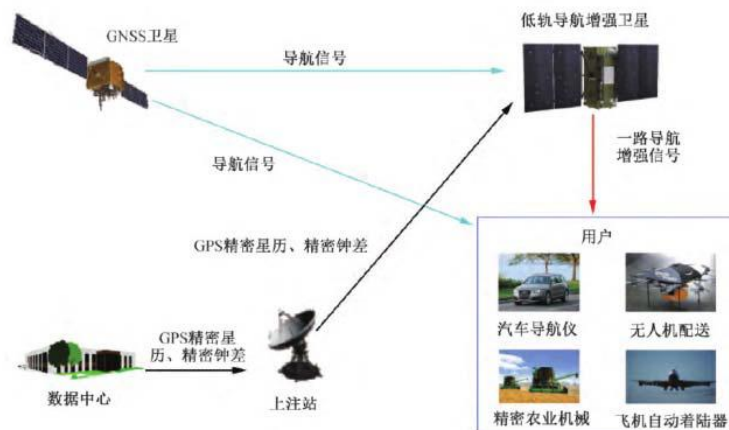 GNSS卫星
低轨导航增强卫星
导航信号
一路导航
增强信号
导航信号
用户
GPS精密星历、精密钟差
汽车导航仪
无人机配送
GPS精密星
历、精密钟差
数据中心
上注站
精密农业机械
飞机自动着陆器